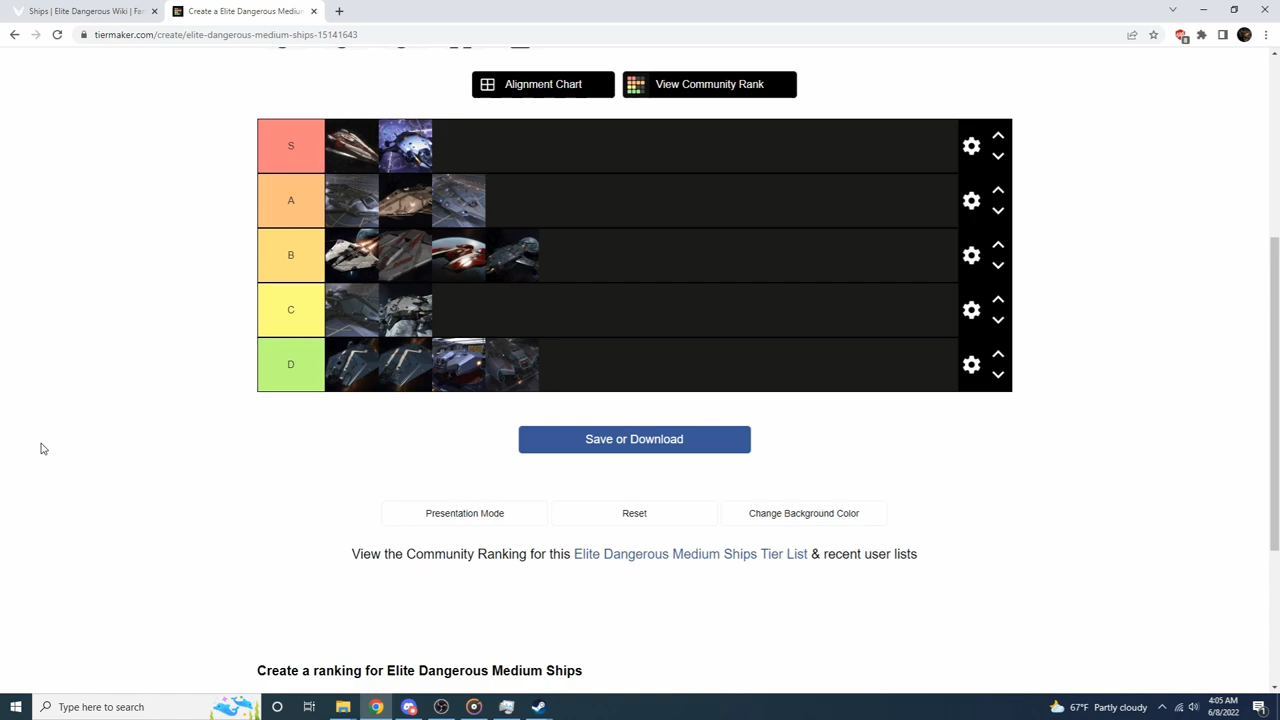 Ships | Elite Dangerous Wiki | Fan
Create a Elite Dangerous Medium
tiermaker.com/create/elite-dangerous-medium-ships-15141643
Alignment Chart
View Community Rank
S
A
B
C
D
Save or Download
Presentation Mode
Reset
Change Background Color
View the Community Ranking for this Elite Dangerous Medium Ships Tier List & recent user lists
Create a ranking for Elite Dangerous Medium Ships
Type here to search
67°F Partly cloudy
4:05 AM
6/8/2022